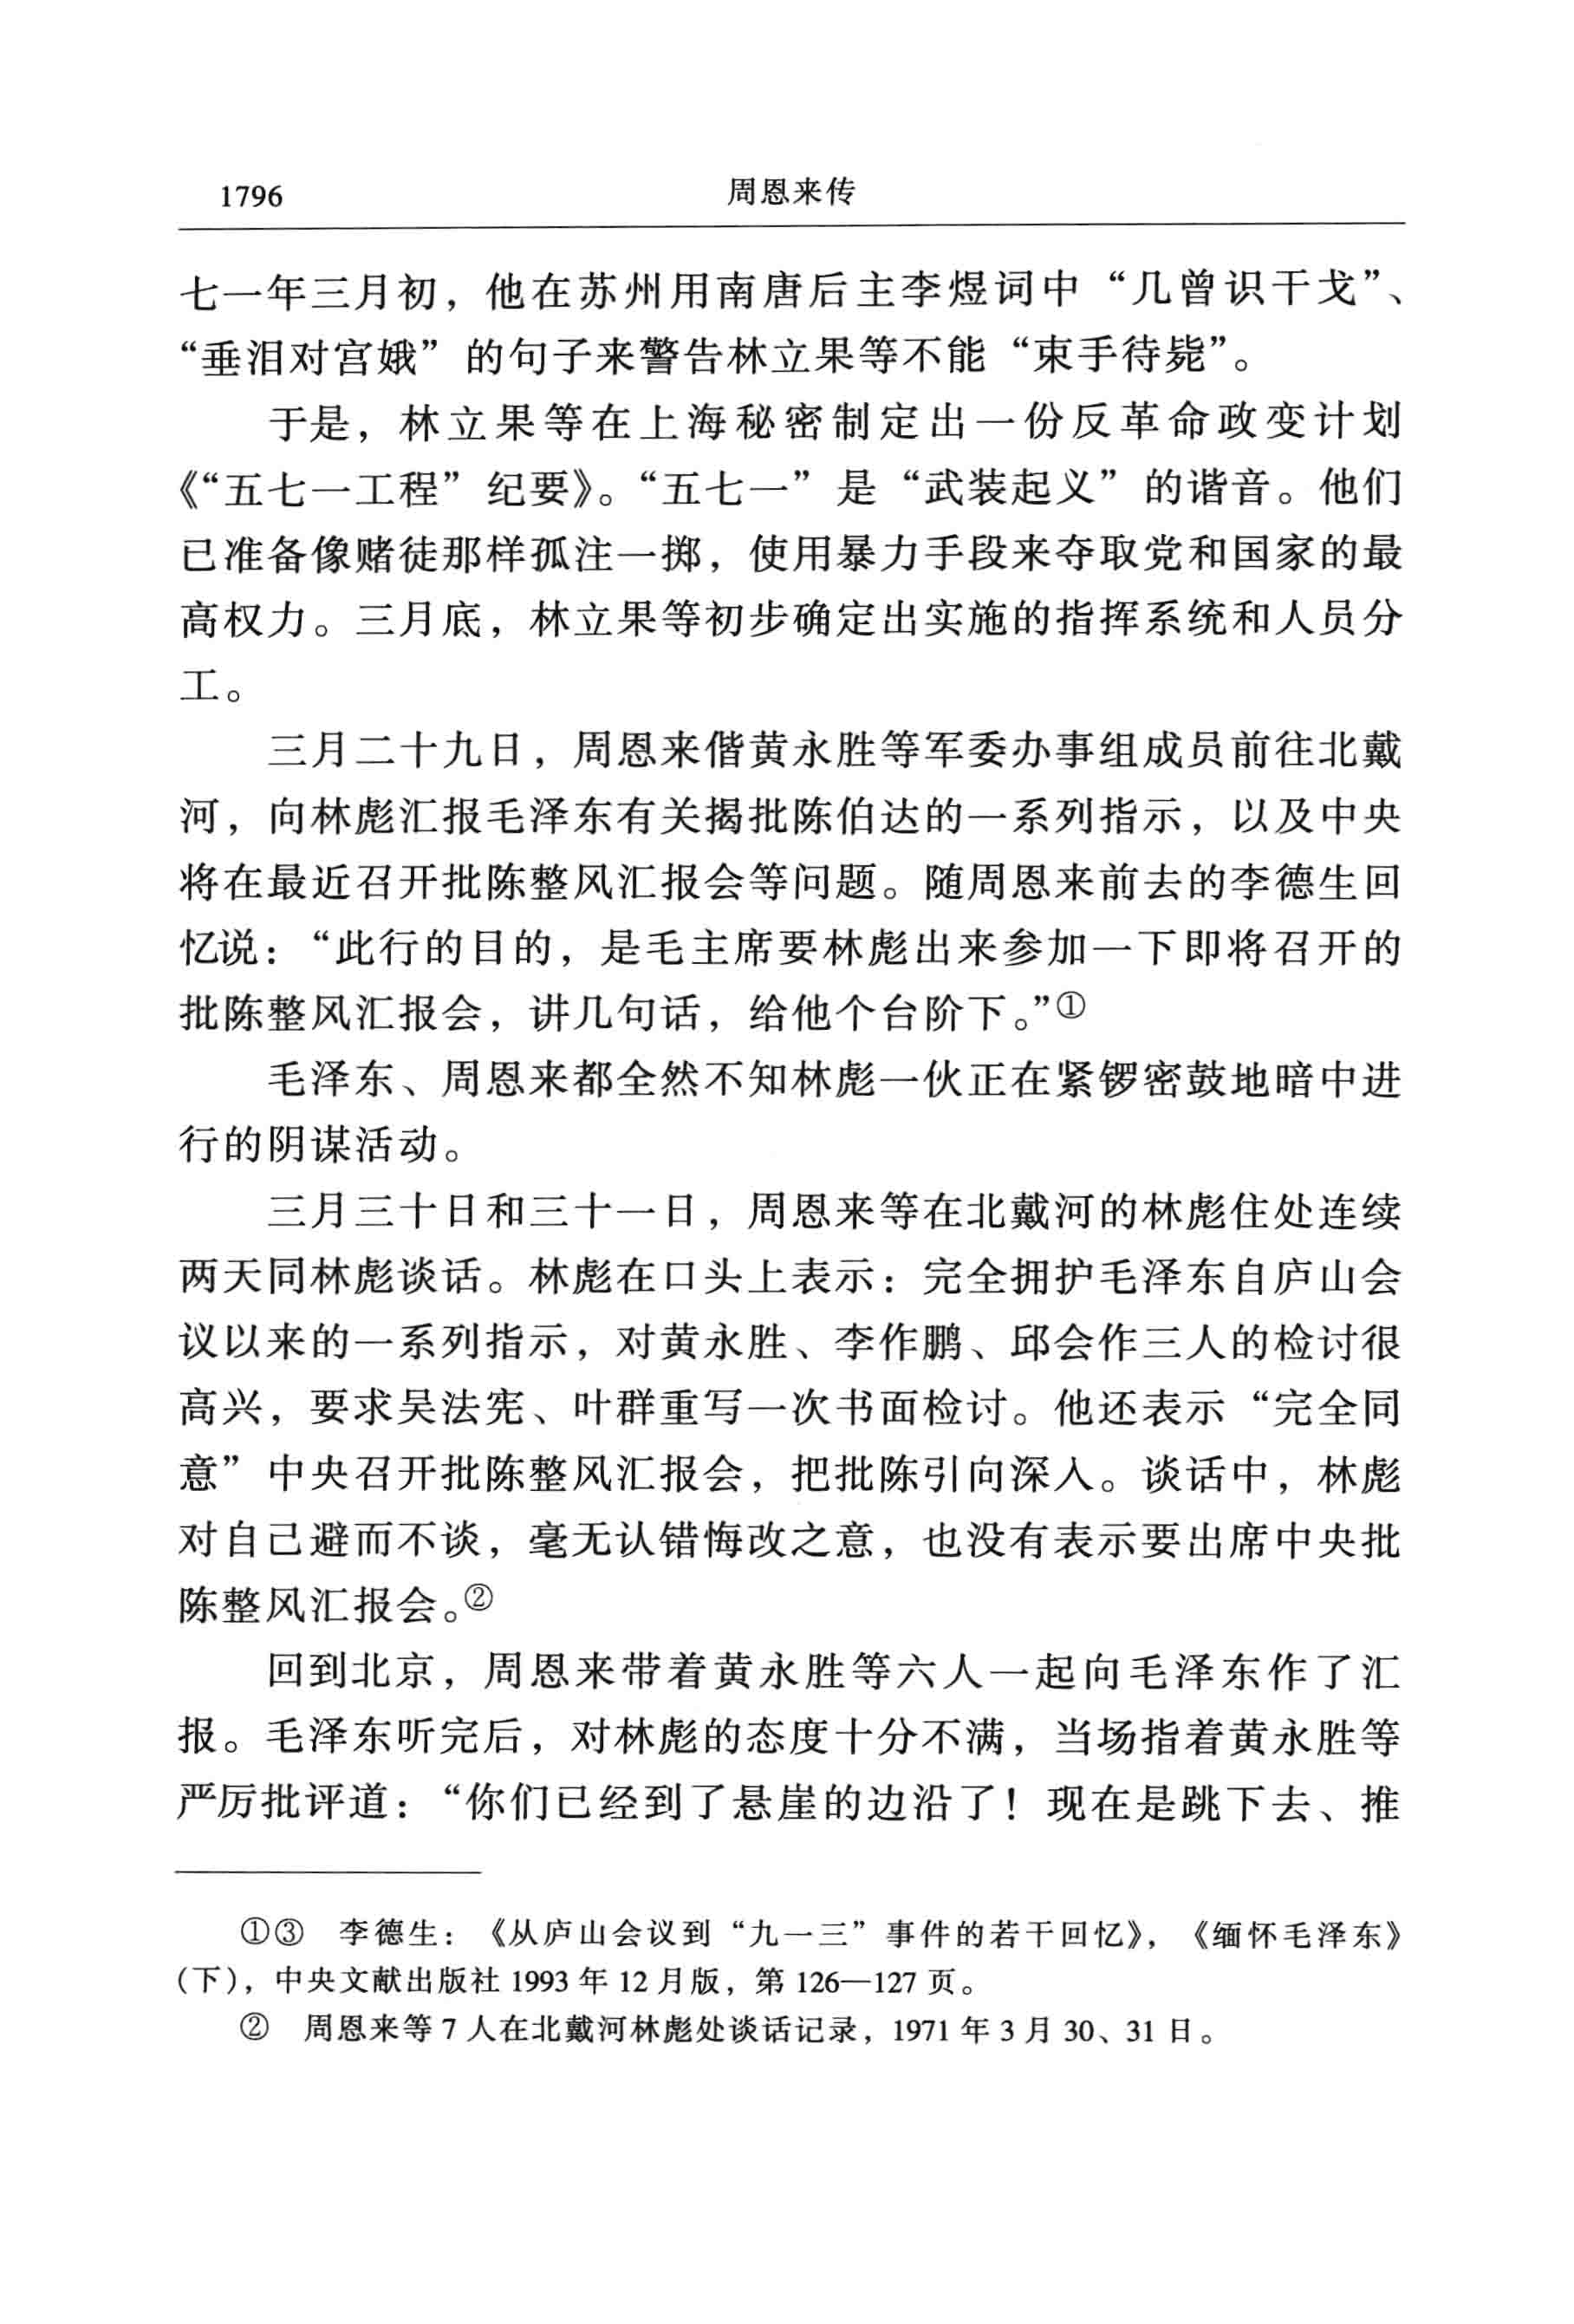 1796
周恩来传
七一年三月初，他在苏州用南唐后主李煜词中“几曾识干戈”、
“垂泪对宫娥”的句子来警告林立果等不能“束手待毙”。
于是，林立果等在上海秘密制定出一份反革命政变计划
《“五七一工程”纪要》。“五七一”是“武装起义”的谐音。他们
已准备像赌徒那样孤注一掷，使用暴力手段来夺取党和国家的最
高权力。三月底，林立果等初步确定出实施的指挥系统和人员分
工。
三月二十九日，周恩来偕黄永胜等军委办事组成员前往北戴
河，向林彪汇报毛泽东有关揭批陈伯达的一系列指示，以及中央
将在最近召开批陈整风汇报会等问题。随周恩来前去的李德生回
忆说：“此行的目的，是毛主席要林彪出来参加一下即将召开的
批陈整风汇报会，讲几句话，给他个台阶下。”①
毛泽东、周恩来都全然不知林彪一伙正在紧锣密鼓地暗中进
行的阴谋活动。
三月三十日和三十一日，周恩来等在北戴河的林彪住处连续
两天同林彪谈话。林彪在口头上表示：完全拥护毛泽东自庐山会
议以来的一系列指示，对黄永胜、李作鹏、邱会作三人的检讨很
高兴，要求吴法宪、叶群重写一次书面检讨。他还表示“完全同
意”中央召开批陈整风汇报会，把批陈引向深入。谈话中，林彪
对自己避而不谈，毫无认错悔改之意，也没有表示要出席中央批
陈整风汇报会。②
回到北京，周恩来带着黄永胜等六人一起向毛泽东作了汇
报。毛泽东听完后，对林彪的态度十分不满，当场指着黄永胜等
严厉批评道：“你们已经到了悬崖的边沿了！现在是跳下去、推
①③ 李德生：《从庐山会议到“九一三”事件的若干回忆》，《缅怀毛泽东》
（下），中央文献出版社 1993 年 12 月版，第 126—127 页。
② 周恩来等 7 人在北戴河林彪处谈话记录，1971 年 3 月 30、31 日。